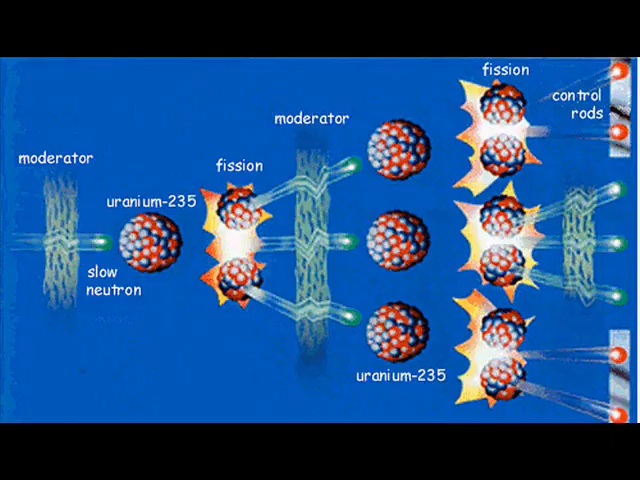 moderator
uranium-235
slow
neutron
fission
moderator
uranium-235
fission
control
rods